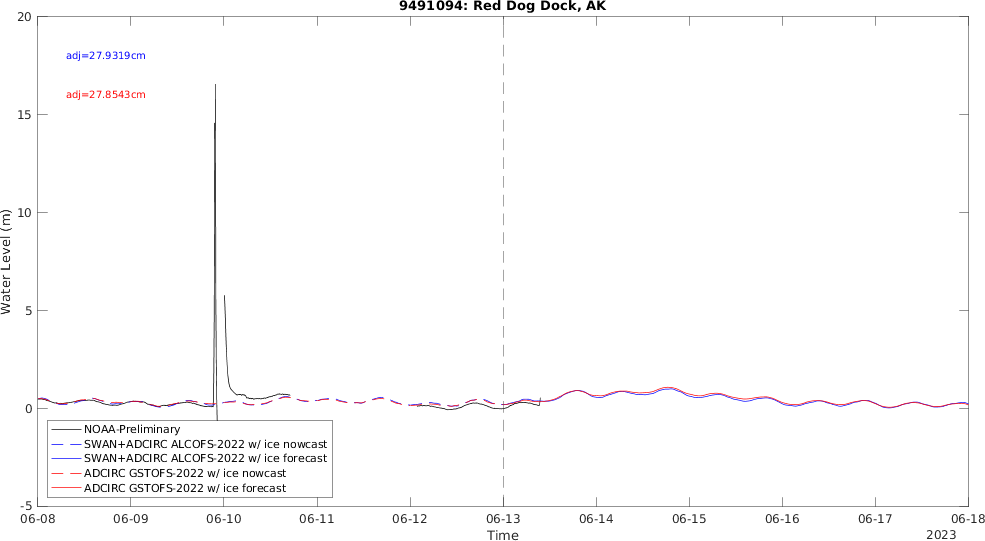 9491094: Red Dog Dock, AK
adj=27.9319cm
adj=27.8543cm
Water Level (m)
20
15
10
5
0
-5
NOAA-Preliminary
SWAN+ADCIRC ALCOFS-2022 w/ ice nowcast
SWAN+ADCIRC ALCOFS-2022 w/ ice forecast
ADCIRC GSTOFS-2022 w/ ice nowcast
ADCIRC GSTOFS-2022 w/ ice forecast
06-08 06-09 06-10 06-11 06-12 06-13 06-14 06-15 06-16 06-17 06-18
Time
2023